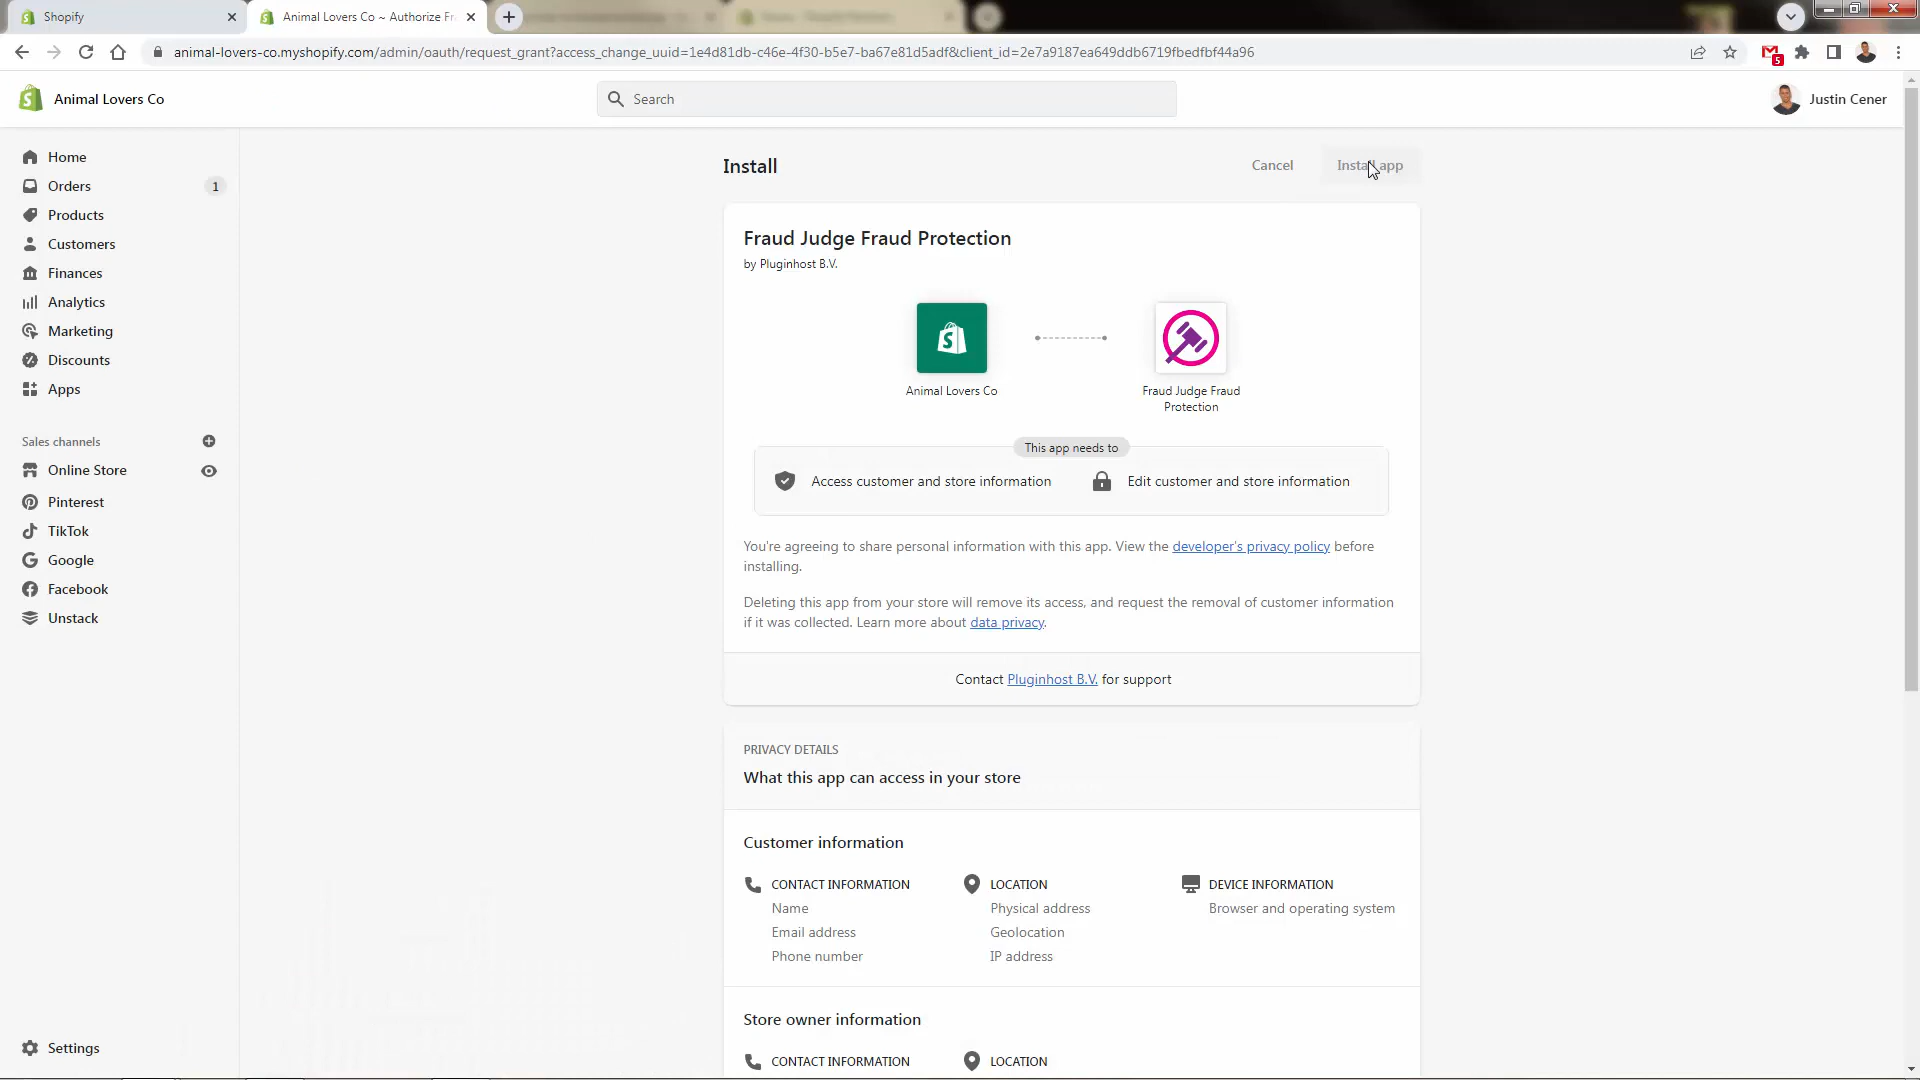 Shopify
Animal Lovers Co ~ Authorize Fr
animal-lovers-co.myshopify.com/admin/oauth/request_grant?access_change_uuid=1e4d81db-c46e-4f30-b5e7-ba67e81d5adf&client_id=2e7a9187ea649ddb6719fbedfbf44a96
5
Animal Lovers Co
Search
Justin Cener
Home
Orders
1
Products
Customers
Finances
Analytics
Marketing
Discounts
Apps
Sales channels
Online Store
Pinterest
TikTok
Google
Facebook
Unstack
Settings
Install
Cancel
Install app
Fraud Judge Fraud Protection
by Pluginhost B.V.
Animal Lovers Co
Fraud Judge Fraud
Protection
This app needs to
Access customer and store information
Edit customer and store information
You're agreeing to share personal information with this app. View the developer's privacy policy before
installing.
Deleting this app from your store will remove its access, and request the removal of customer information
if it was collected. Learn more about data privacy.
Contact Pluginhost B.V. for support
PRIVACY DETAILS
What this app can access in your store
Customer information
CONTACT INFORMATION
Name
Email address
Phone number
LOCATION
Physical address
Geolocation
IP address
DEVICE INFORMATION
Browser and operating system
Store owner information
CONTACT INFORMATION
LOCATION